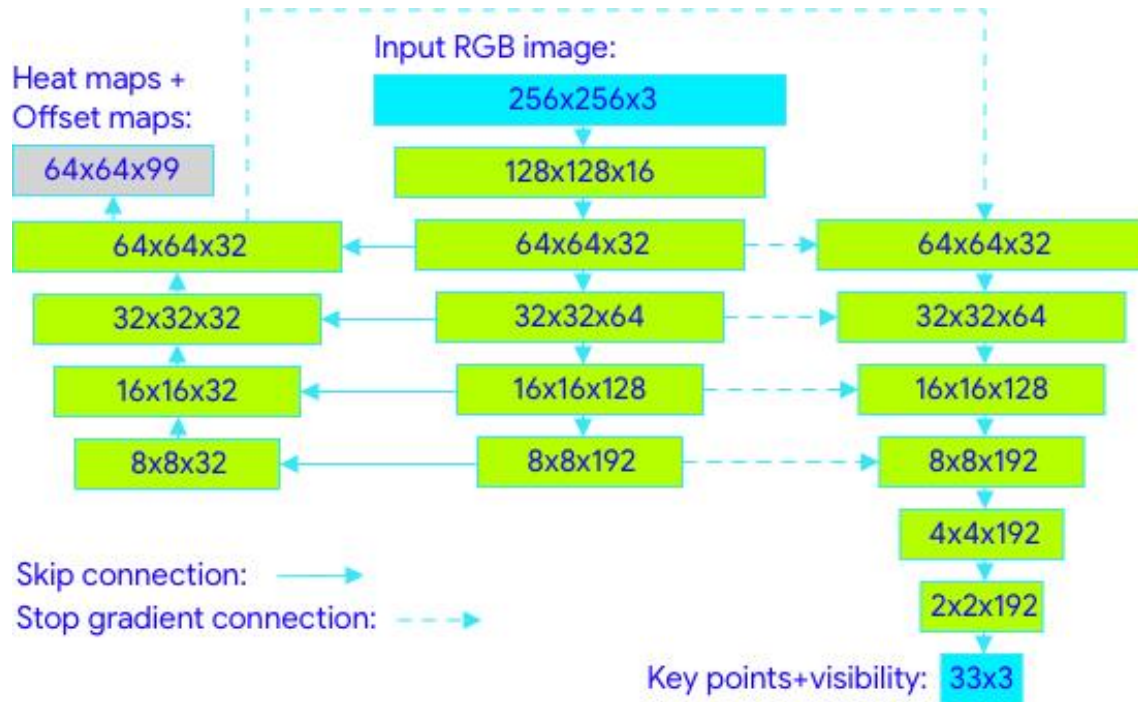 Input RGB image:
256x256x3
Heat maps +
Offset maps:
64x64x99
128x128x16
64x64x32
64x64x32
64x64x32
32x32x32
32x32x64
32x32x64
16x16x32
16x16x128
16x16x128
8x8x32
8x8x192
8x8x192
4x4x192
2x2x192
Skip connection:
Stop gradient connection:
Key points+visibility:
33x3